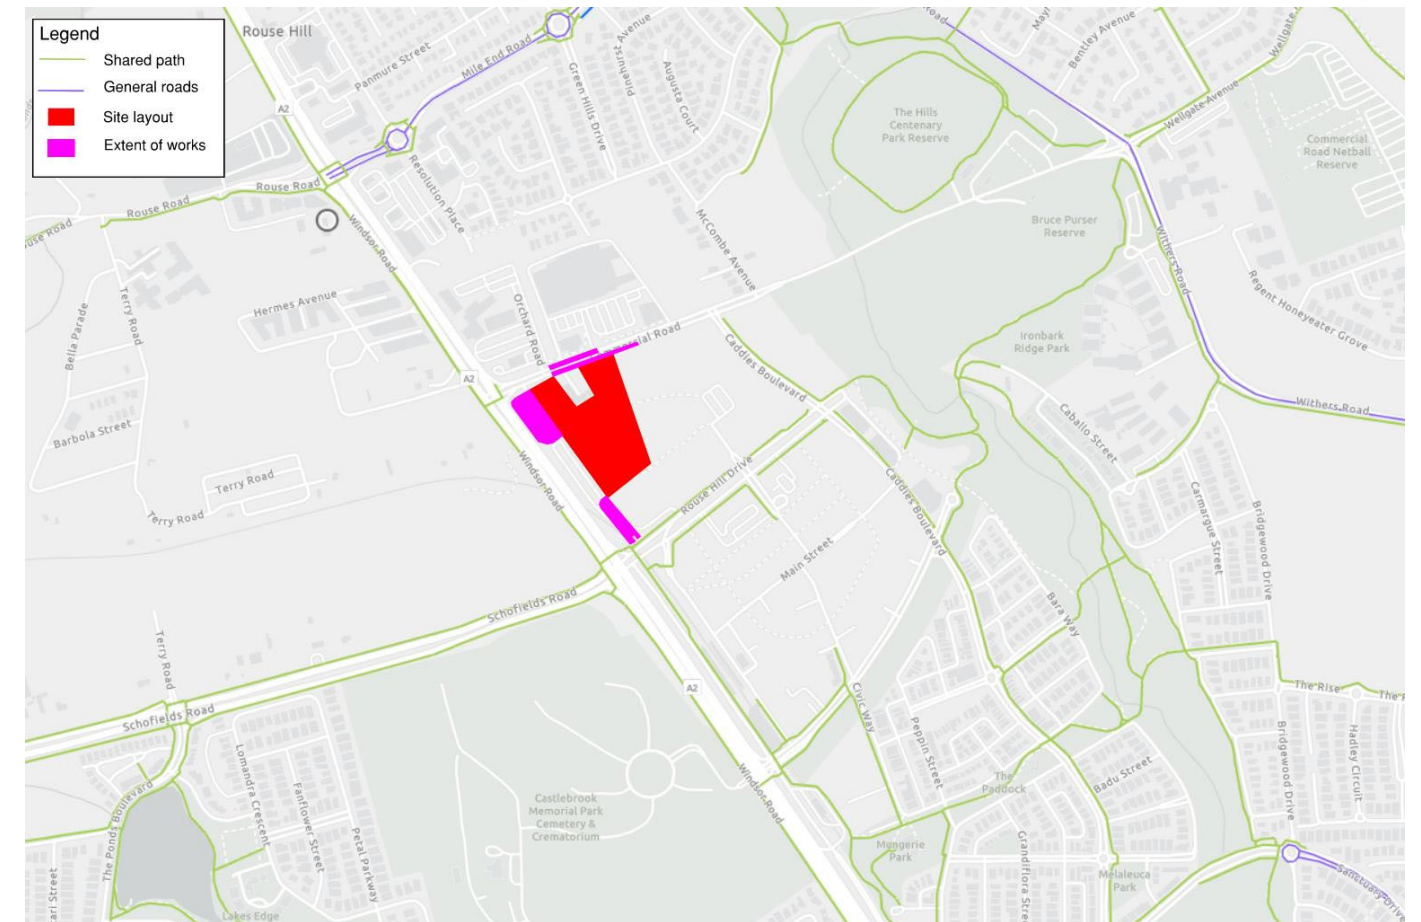 Legend
Shared path
General roads
Site layout
Extent of works
Rouse Hill
Panmure Street
Mile End Road
Avenue
Pinehurst
Augusta Court
Green Hills Drive
Road
Bentley Avenue
Wellgate Avenue
The Hills
Centenary
Park Reserve
Commercial
Road Netball
Reserve
A2
Resolution Place
Rouse Road
Rouse Road
Windsor Road
McCombe Avenue
Bruce Purser
Reserve
Withers Road
Regent Honeyeater Grove
Terry Road
Hermes Avenue
Bella Parade
Orchard Road
Road
Ironbark
Ridge Park
Caddies Boulevard
A2
Withers Road
Caballo Street
Barbola Street
Terry Road
Terry Road
Windsor Road
Rouse Hill Drive
Caddies Boulevard
Carmargue Street
Bridgewood Drive
Main Street
Schofields Road
Bara Way
Terry Road
A2
Schofields Road
Civic Way
Peppin Street
The Rise
Bridgewood Drive
Hadley Circuit
Lomandra Crescent
Fanflower Street
Petal Parkway
The Ponds Boulevard
Castlebrook
Memorial Park
Cemetery &
Crematorium
Windsor Road
The
Paddock
Badu Street
Mungerie
Park
Grandiflora
Melaleuca
Park
Sanctuary Drive
Lakes Edge